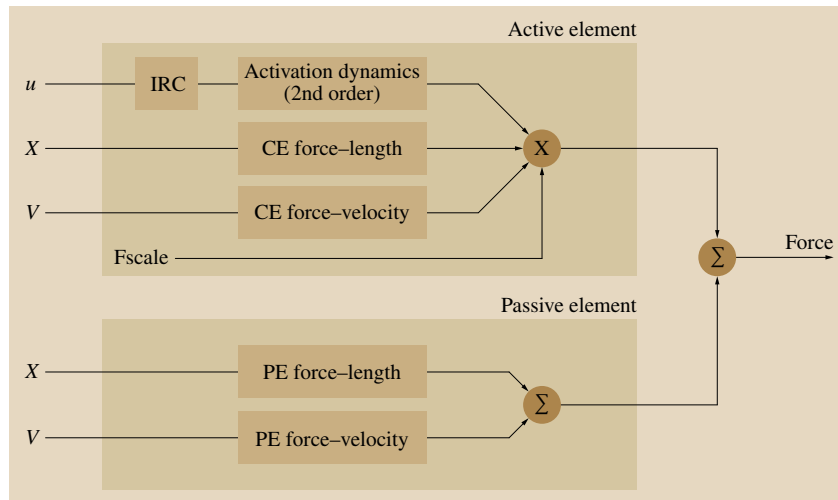 Active element
u
IRC
Activation dynamics
(2nd order)
X
CE force–length
X
V
CE force–velocity
Fscale
Σ
Force
Passive element
X
PE force–length
Σ
V
PE force–velocity